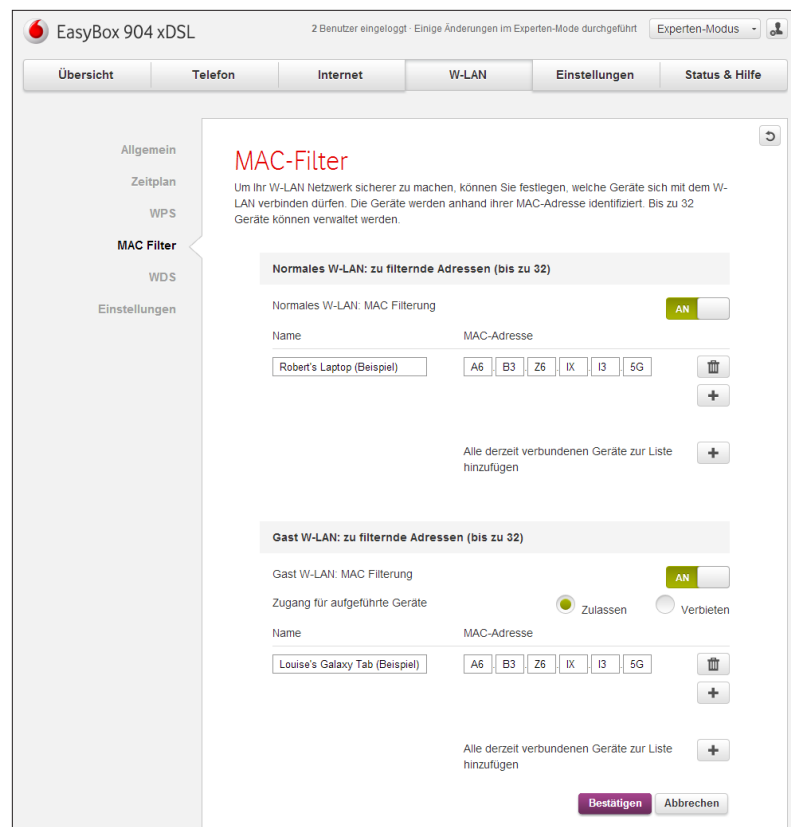 EasyBox 904 xDSL
2 Benutzer eingeloggt · Einige Änderungen im Experten-Mode durchgeführt
Experten-Modus
Übersicht Telefon Internet W-LAN Einstellungen Status & Hilfe
Allgemein
Zeitplan
WPS
MAC Filter
WDS
Einstellungen
MAC-Filter
Um Ihr W-LAN Netzwerk sicherer zu machen, können Sie festlegen, welche Geräte sich mit dem W-
LAN verbinden dürfen. Die Geräte werden anhand ihrer MAC-Adresse identifiziert. Bis zu 32
Geräte können verwaltet werden.
Normales W-LAN: zu filternde Adressen (bis zu 32)
Normales W-LAN: MAC Filterung AN
Name MAC-Adresse
Robert's Laptop (Beispiel) A6 . B3 . Z6 . IX . I3 . 5G
Alle derzeit verbundenen Geräte zur Liste
hinzufügen
Gast W-LAN: zu filternde Adressen (bis zu 32)
Gast W-LAN: MAC Filterung AN
Zugang für aufgeführte Geräte Zulassen Verbieten
Name MAC-Adresse
Louise's Galaxy Tab (Beispiel) A6 . B3 . Z6 . IX . I3 . 5G
Alle derzeit verbundenen Geräte zur Liste
hinzufügen
Bestätigen Abbrechen